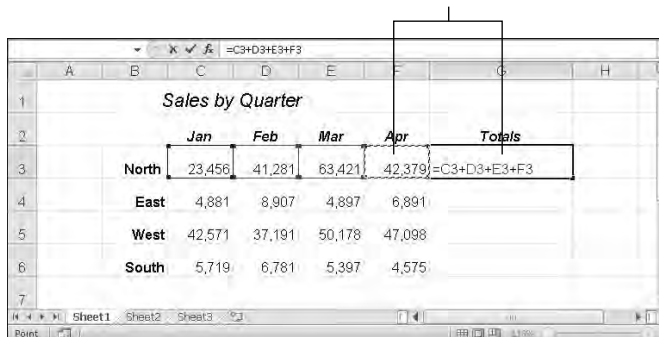 =C3+D3+E3+F3
A B C D E F G H
1 Sales by Quarter
2 Jan Feb Mar Apr Totals
3 North 23,456 41,281 63,421 42,379 =C3+D3+E3+F3
4 East 4,881 8,907 4,897 6,891
5 West 42,571 37,191 50,178 47,098
6 South 5,719 6,781 5,397 4,575
7
Sheet1 Sheet2 Sheet3
Point